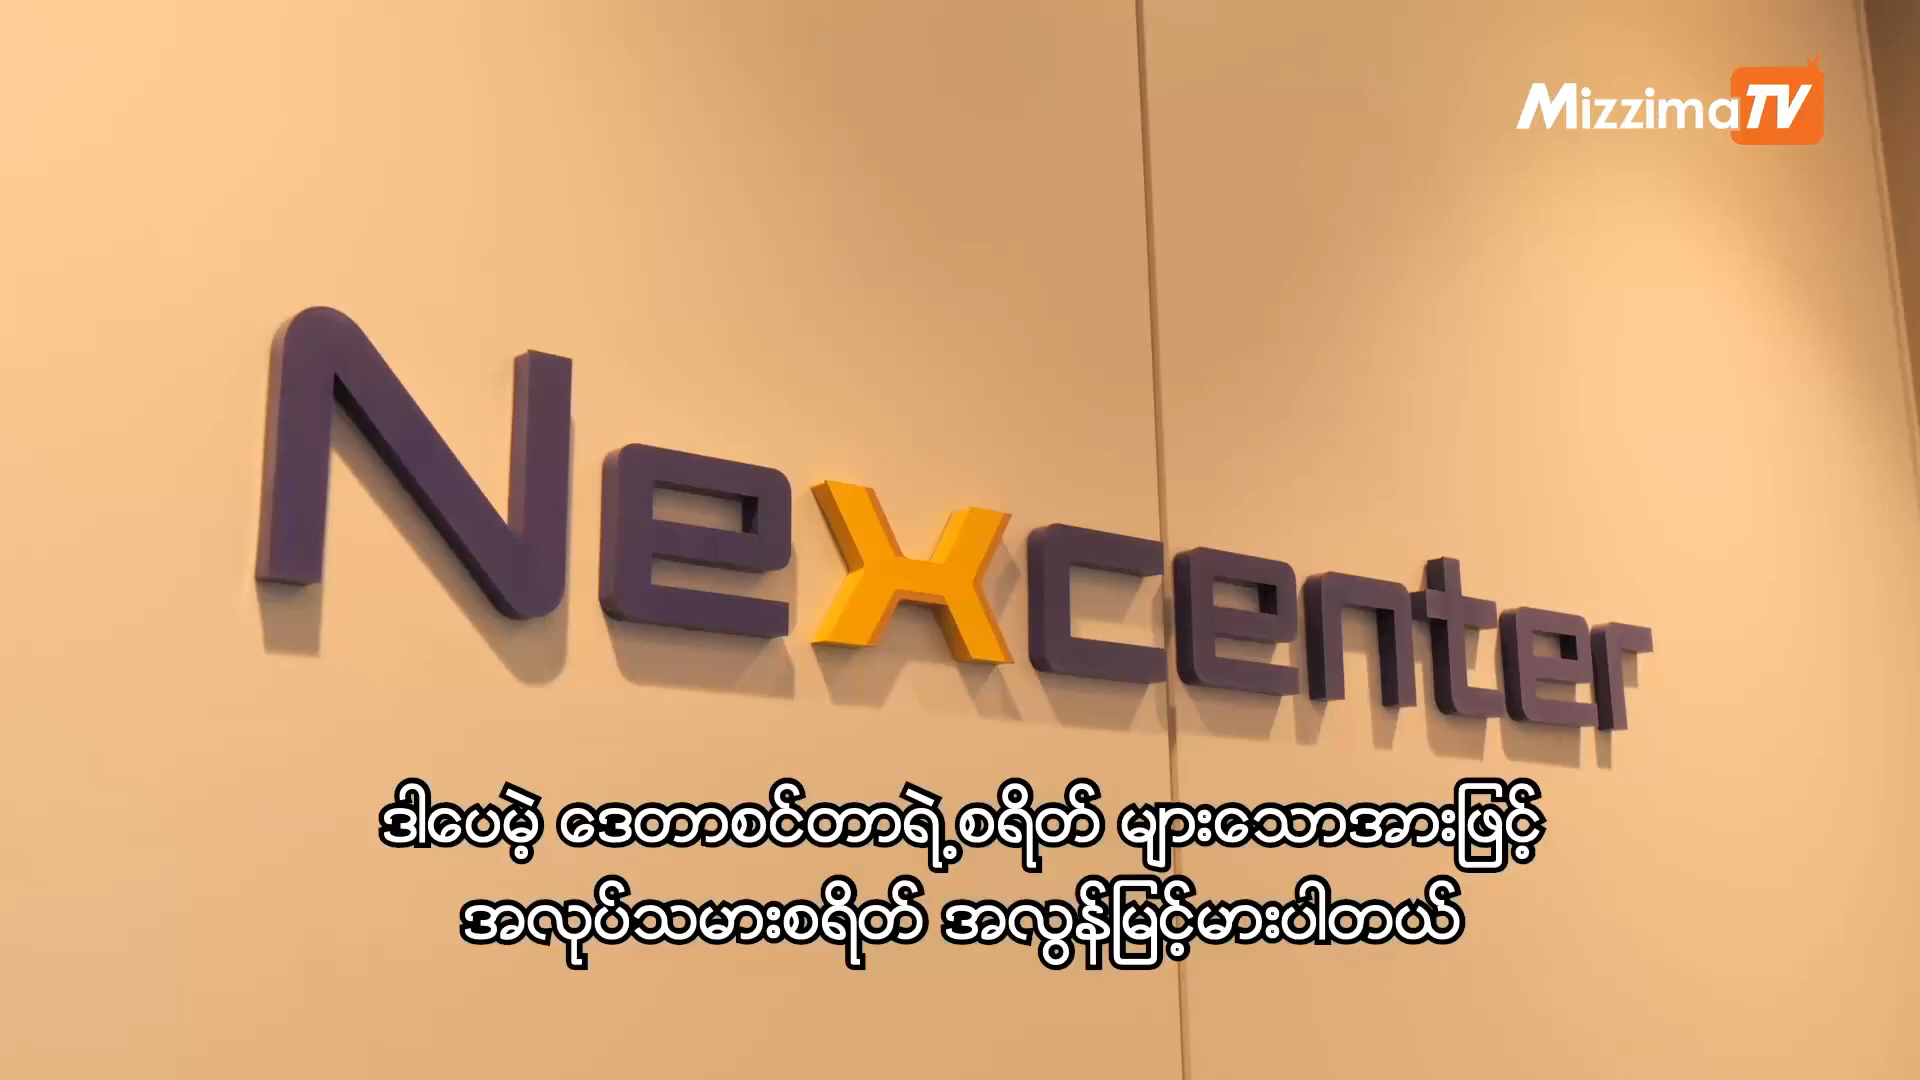 MizzimaTV
Nexcenter
ဒါပေမဲ့ ဒေတာစင်တာရဲ့စရိတ် များသောအားဖြင့်
အလုပ်သမားစရိတ် အလွန်မြင့်မားပါတယ်